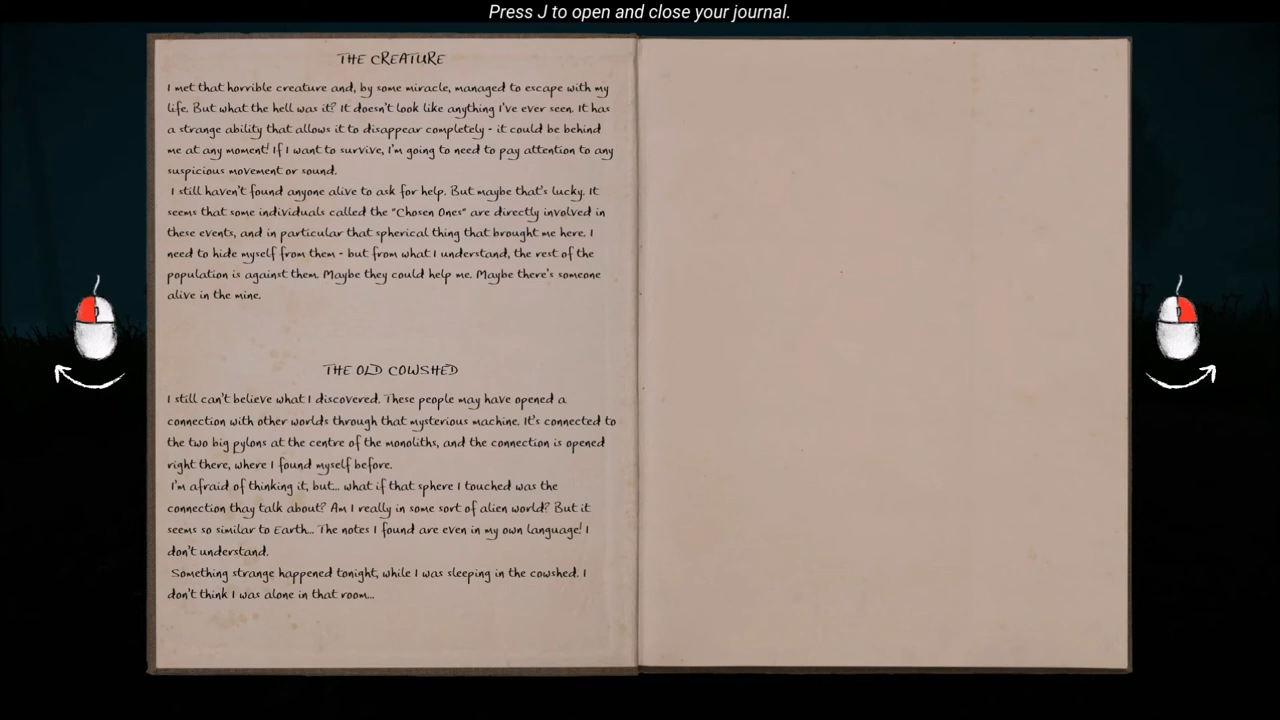 Press J to open and close your journal.
THE CREATURE
I met that horrible creature and, by some miracle, managed to escape with my
life. But what the hell was it? It doesn't look like anything I've ever seen. It has
a strange ability that allows it to disappear completely - it could be behind
me at any moment! If I want to survive, I'm going to need to pay attention to any
suspicious movement or sound.
I still haven't found anyone alive to ask for help. But maybe that's lucky. It
seems that some individuals called the "Chosen Ones" are directly involved in
these events, and in particular that spherical thing that brought me here. I
need to hide myself from them - but from what I understand, the rest of the
population is against them. Maybe they could help me. Maybe there's someone
alive in the mine.
THE OLD COWSHED
I still can't believe what I discovered. These people may have opened a
connection with other worlds through that mysterious machine. It's connected to
the two big pylons at the centre of the monoliths, and the connection is opened
right there, where I found myself before.
I'm afraid of thinking it, but... what if that sphere I touched was the
connection thay talk about? Am I really in some sort of alien world? But it
seems so similar to Earth... The notes I found are even in my own language! I
don't understand.
Something strange happened tonight, while I was sleeping in the cowshed. I
don't think I was alone in that room...